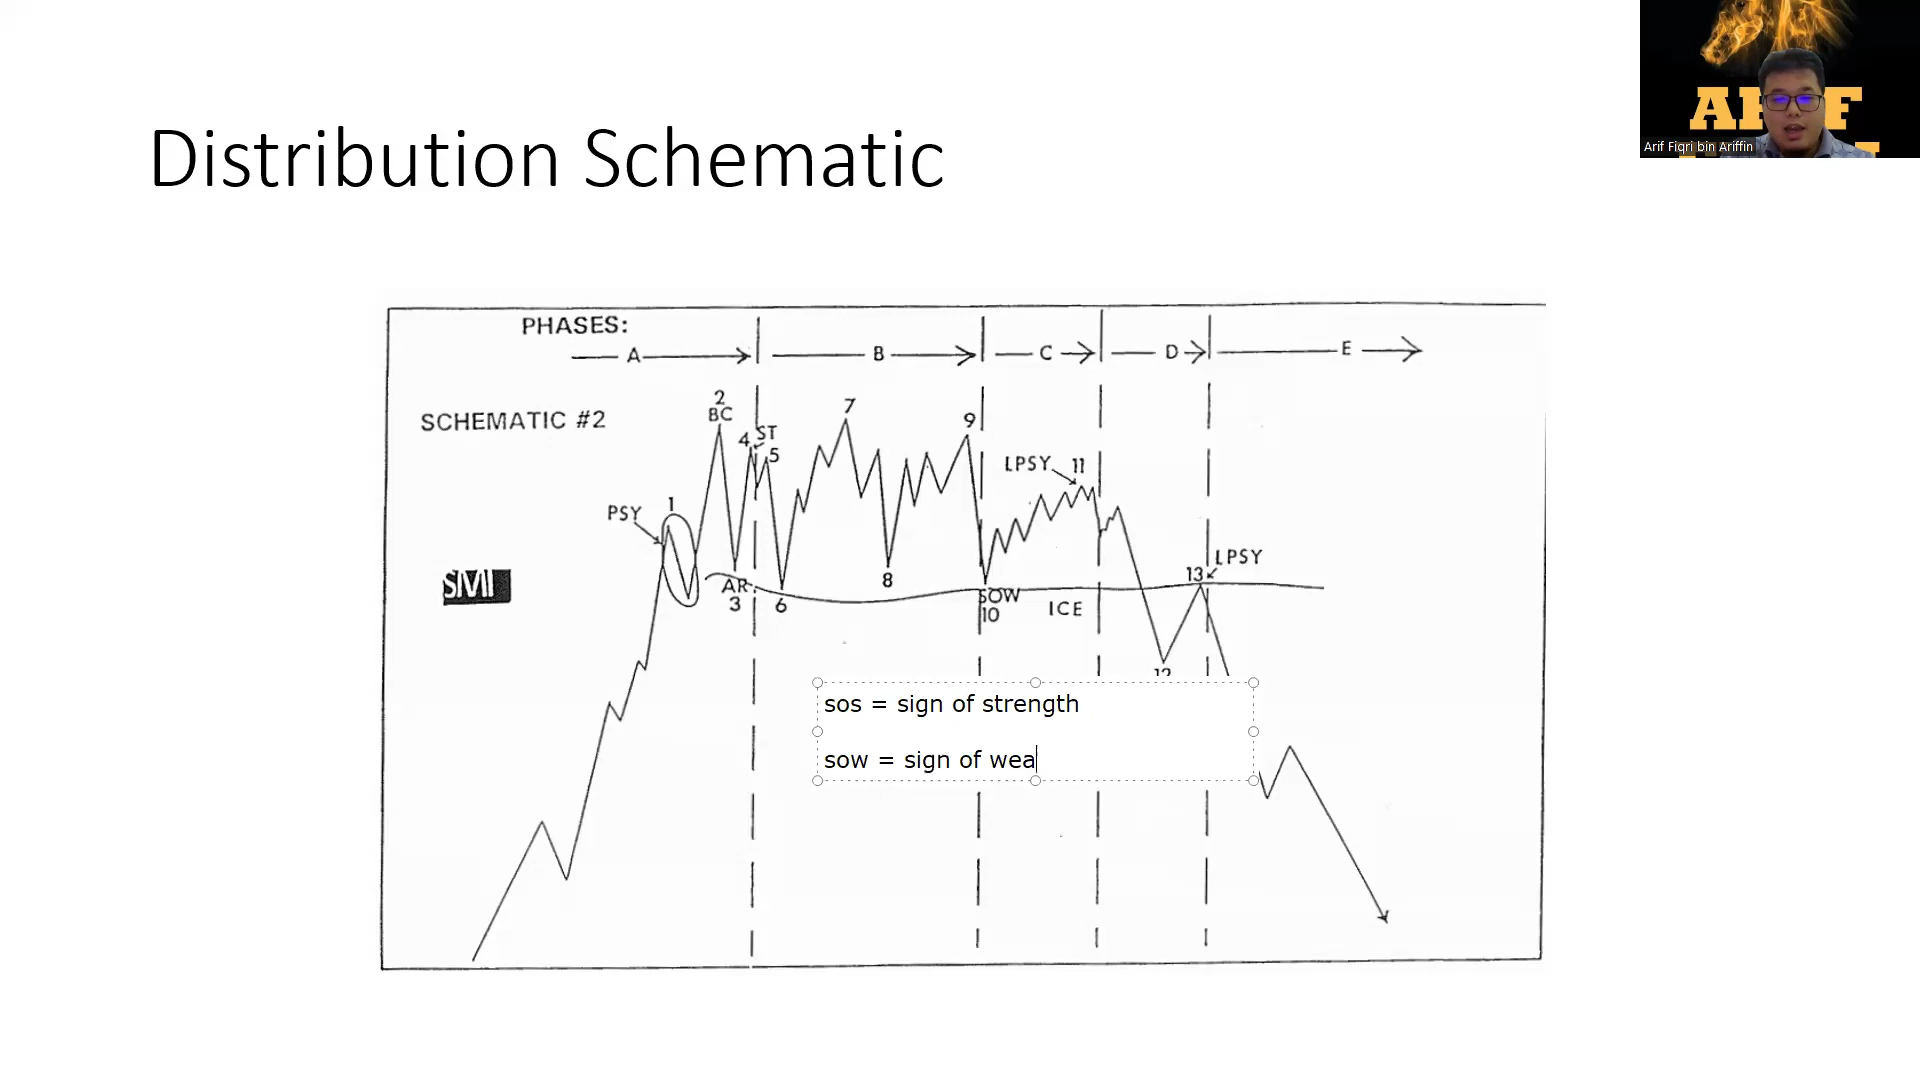 Distribution Schematic
Arif Fiqri bin Ariffin
PHASES:
A
B
C
D
E
SCHEMATIC #2
2
BC
4
ST
5
7
9
LPSY 11
PSY
1
SMI
AR
3
6
8
SOW
10
ICE
13
LPSY
sos = sign of strength
sow = sign of wea